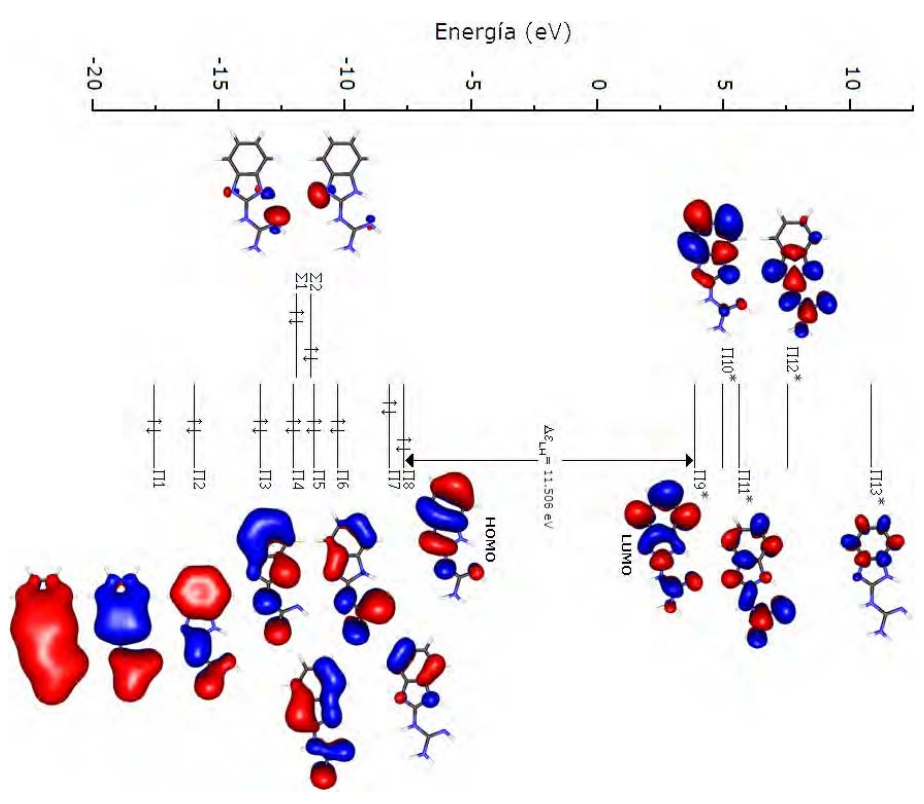 Energía (eV)
-20
-15
-10
-5
0
5
10
Σ1
Σ2
Π10*
Π12*
Δε_LH = 11.506 eV
Π1
Π2
Π3
Π4
Π5
Π6
Π7
Π8
Π9*
Π11*
Π13*
HOMO
LUMO